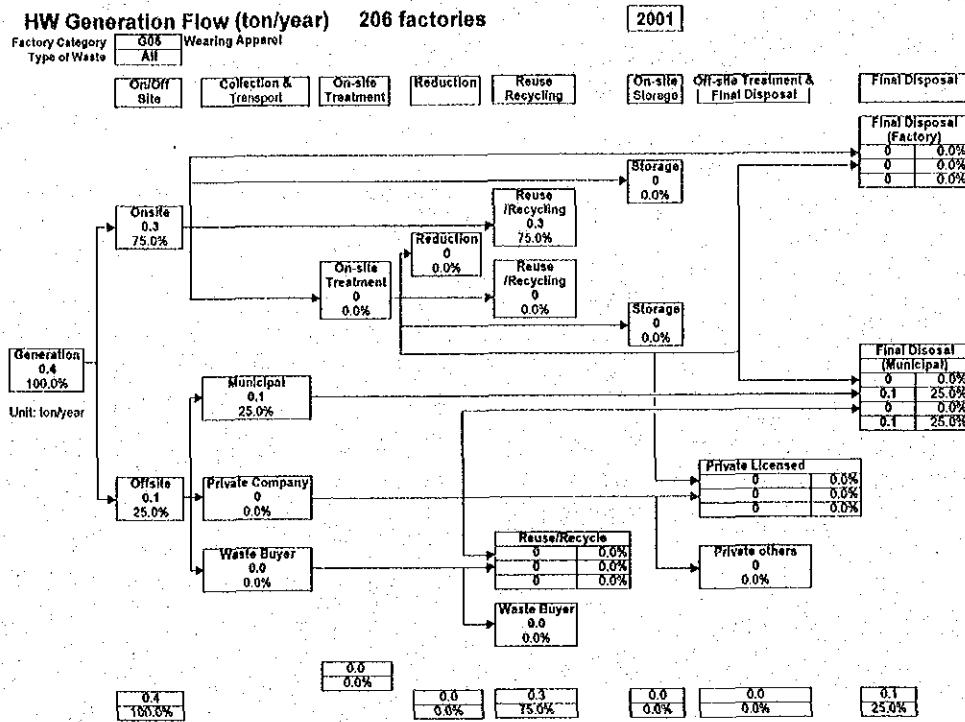 HW Generation Flow (ton/year) 206 factories 2001
Factory Category G05 Wearing Apparel
Type of Waste All
On/Off Site
Collection & Transport
On-site Treatment
Reduction
Reuse Recycling
On-site Storage
Off-site Treatment & Final Disposal
Final Disposal
Final Disposal
(Factory)
0 0.0%
0 0.0%
0 0.0%
Storage
0
0.0%
Onsite
0.3
75.0%
Reuse
/Recycling
0.3
75.0%
Reduction
0
0.0%
On-site
Treatment
0
0.0%
Reuse
/Recycling
0
0.0%
Storage
0
0.0%
Generation
0.4
100.0%
Unit: ton/year
Municipal
0.1
25.0%
Final Disosal
(Municipal)
0 0.0%
0.1 25.0%
0 0.0%
0.1 25.0%
Offsite
0.1
25.0%
Private Company
0
0.0%
Private Licensed
0 0.0%
0 0.0%
0 0.0%
Waste Buyer
0.0
0.0%
Reuse/Recycle
0 0.0%
0 0.0%
0 0.0%
Private others
0
0.0%
Waste Buyer
0.0
0.0%
0.0
0.0%
0.4
100.0%
0.0
0.0%
0.3
75.0%
0.0
0.0%
0.0
0.0%
0.1
25.0%